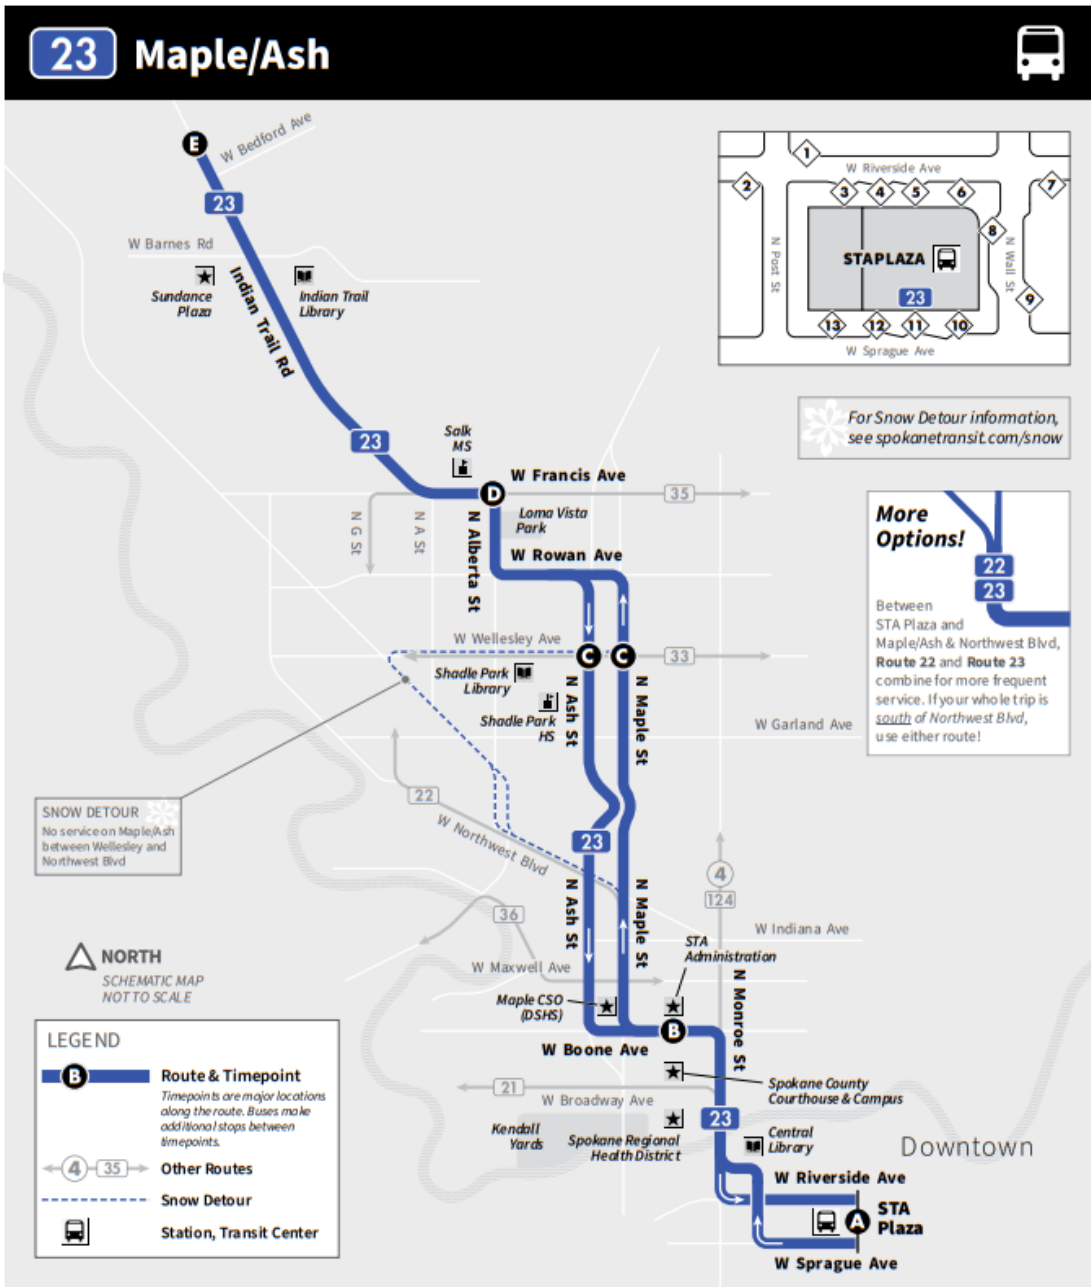 23 Maple/Ash
E
W Bedford Ave
23
W Barnes Rd
Sundance
Plaza
Indian Trail
Library
Indian Trail Rd
1
W Riverside Ave
2
3
4
5
6
7
8
STA PLAZA
N Post St
N Wall St
23
9
13
12
11
10
W Sprague Ave
For Snow Detour information,
see spokanetransit.com/snow
23
Salk
MS
D
W Francis Ave
35
N G St
N A St
N Alberta St
Loma Vista
Park
W Rowan Ave
More
Options!
22
23
Between
STA Plaza and
Maple/Ash & Northwest Blvd,
Route 22 and Route 23
combine for more frequent
service. If your whole trip is
south of Northwest Blvd,
use either route!
W Wellesley Ave
C
C
33
Shadle Park
Library
Shadle Park
HS
N Ash St
N Maple St
W Garland Ave
22
W Northwest Blvd
23
SNOW DETOUR
No service on Maple/Ash
between Wellesley and
Northwest Blvd
4
124
36
N Ash St
N Maple St
W Indiana Ave
STA
Administration
W Maxwell Ave
Maple CSO
(DSHS)
N Monroe St
B
W Boone Ave
NORTH
SCHEMATIC MAP
NOT TO SCALE
21
W Broadway Ave
Spokane County
Courthouse & Campus
Kendall
Yards
Spokane Regional
Health District
23
Central
Library
Downtown
W Riverside Ave
A
STA
Plaza
W Sprague Ave
LEGEND
B
Route & Timepoint
Timepoints are major locations
along the route. Buses make
additional stops between
timepoints.
4
35
Other Routes
Snow Detour
Station, Transit Center